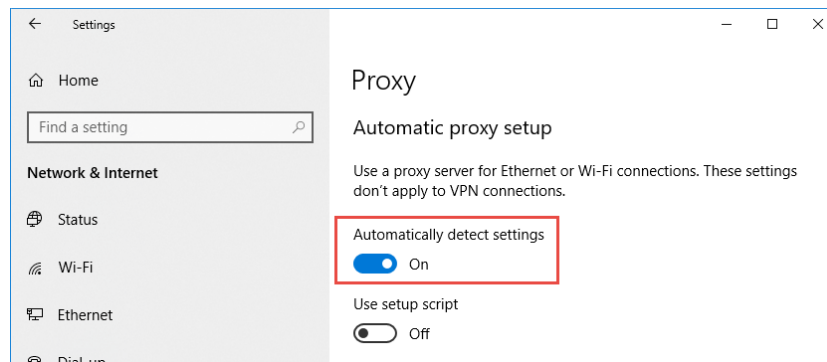 Settings
Home
Find a setting
Network & Internet
Status
Wi-Fi
Ethernet
Dial-up
Proxy
Automatic proxy setup
Use a proxy server for Ethernet or Wi-Fi connections. These settings
don't apply to VPN connections.
Automatically detect settings
On
Use setup script
Off